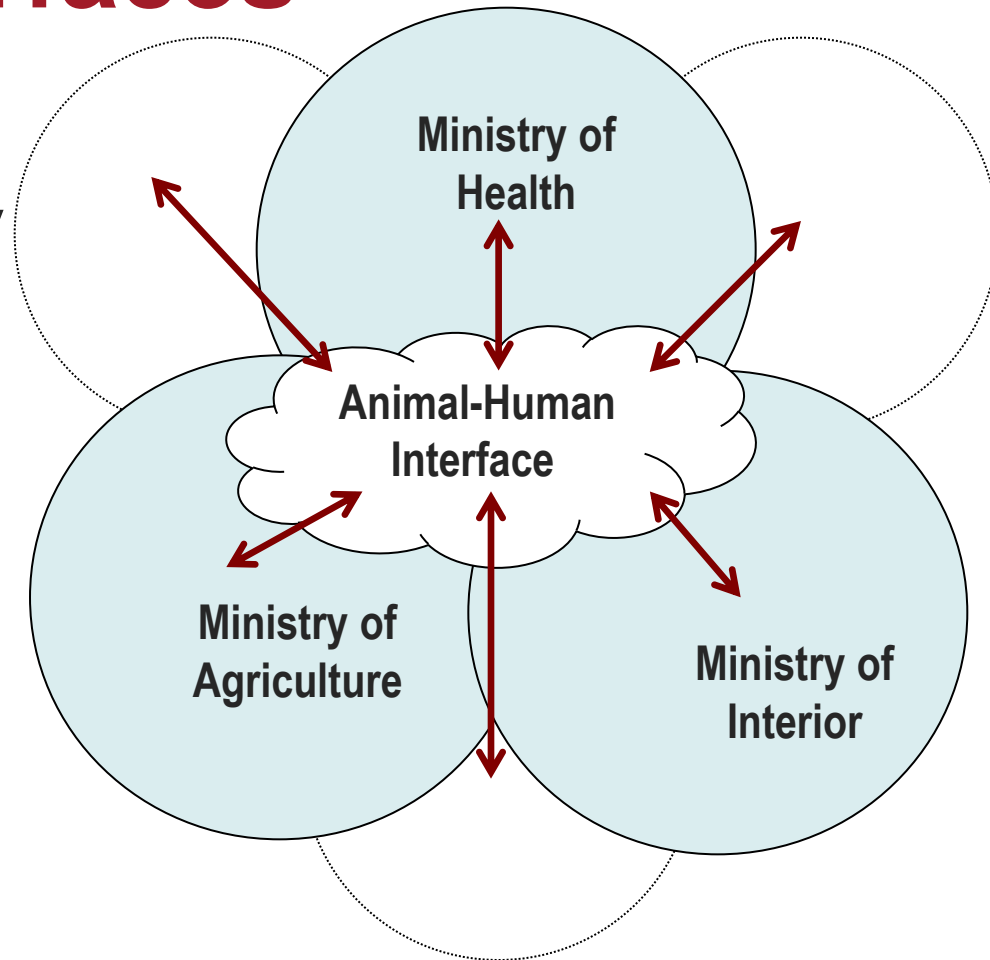 Ministry of
Health
Animal-Human
Interface
Ministry of
Agriculture
Ministry of
Interior